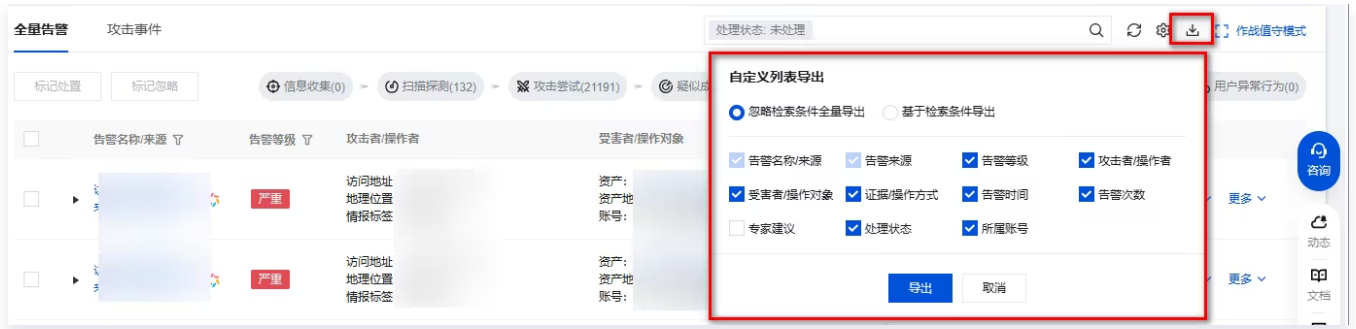 全量告警 攻击事件 处理状态: 未处理 作战值守模式
标记处置 标记忽略 信息收集(0) 扫描探测(132) 攻击尝试(21191) 疑似成 用户异常行为(0)
告警名称/来源 告警等级 攻击者/操作者 受害者/操作对象
严重
访问地址
地理位置
情报标签
资产:
资产地
账号:
更多
严重
访问地址
地理位置
情报标签
资产:
资产地
账号:
更多
自定义列表导出
忽略检索条件全量导出 基于检索条件导出
告警名称/来源 告警来源 告警等级 攻击者/操作者
受害者/操作对象 证据/操作方式 告警时间 告警次数
专家建议 处理状态 所属账号
导出 取消
咨询
动态
文档